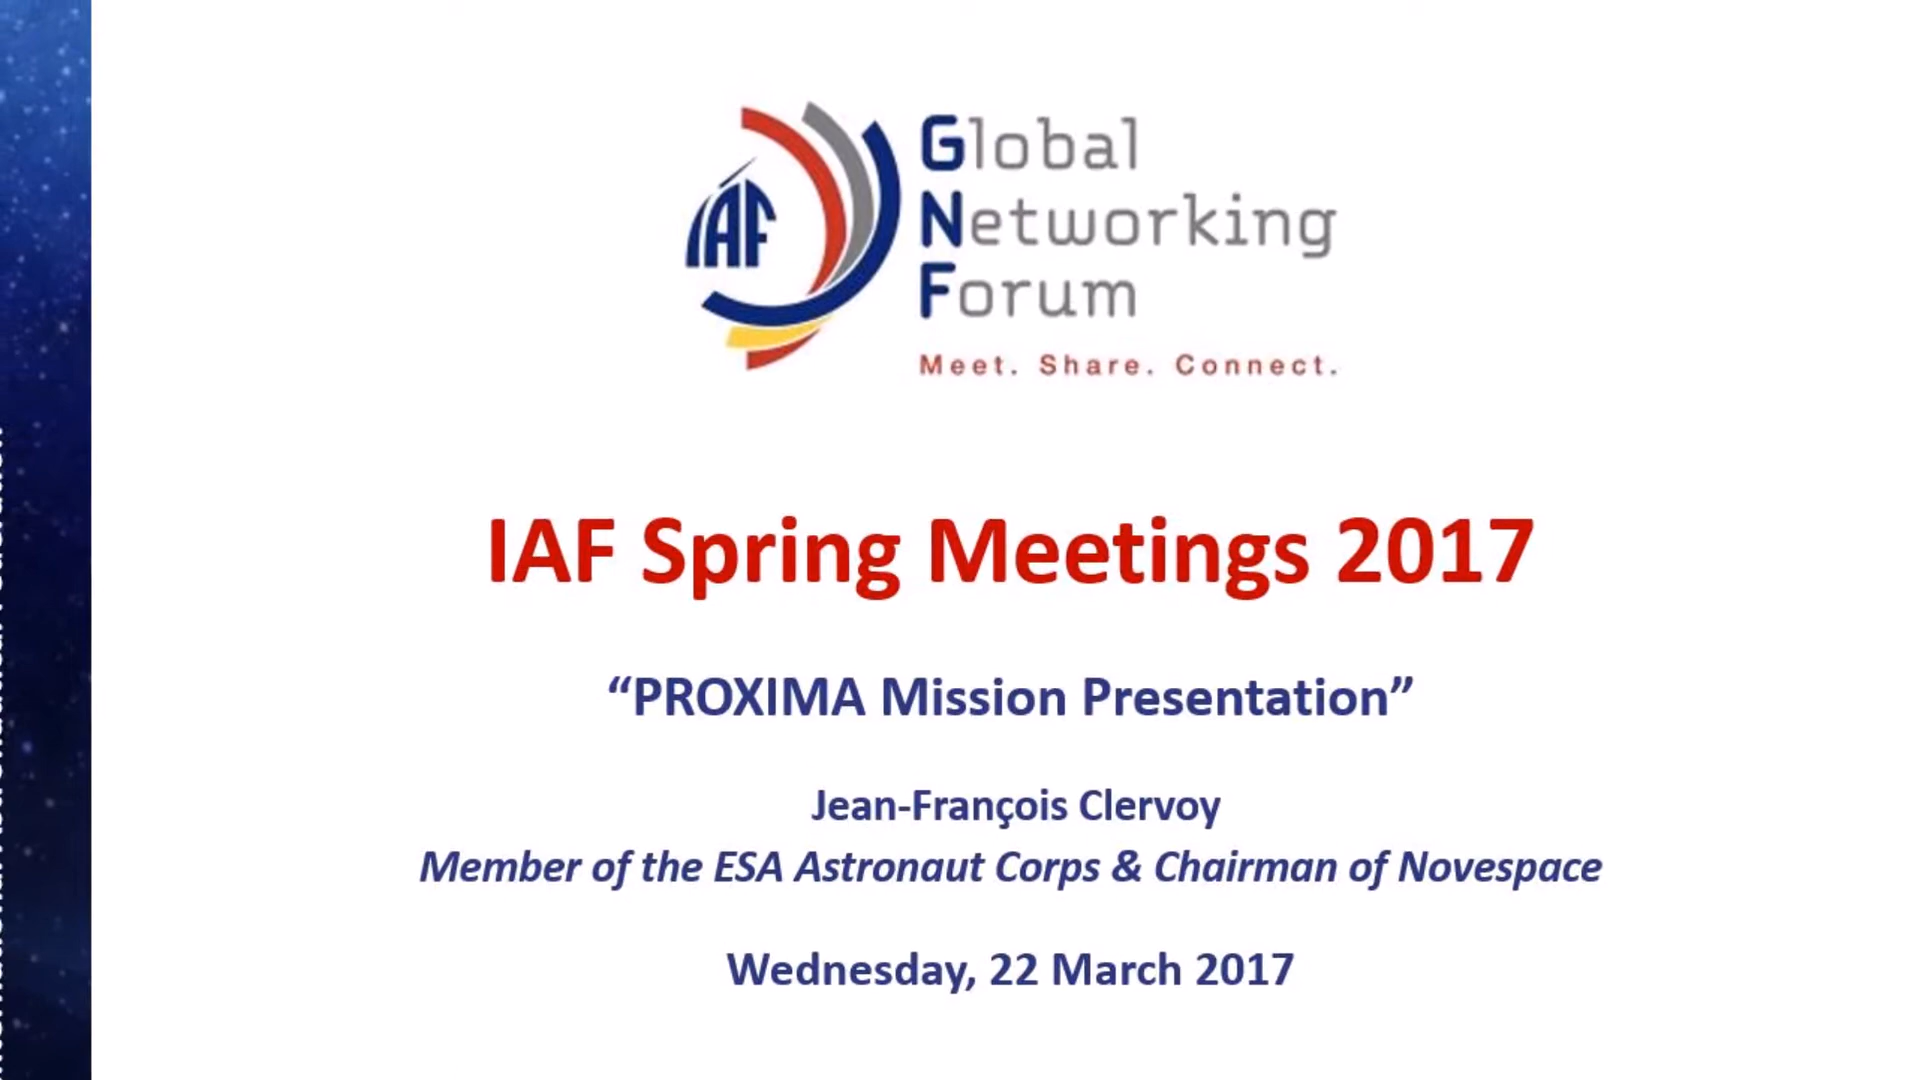 IAF
Global
Networking
Forum
Meet. Share. Connect.
IAF Spring Meetings 2017
“PROXIMA Mission Presentation”
Jean-François Clervoy
Member of the ESA Astronaut Corps & Chairman of Novespace
Wednesday, 22 March 2017